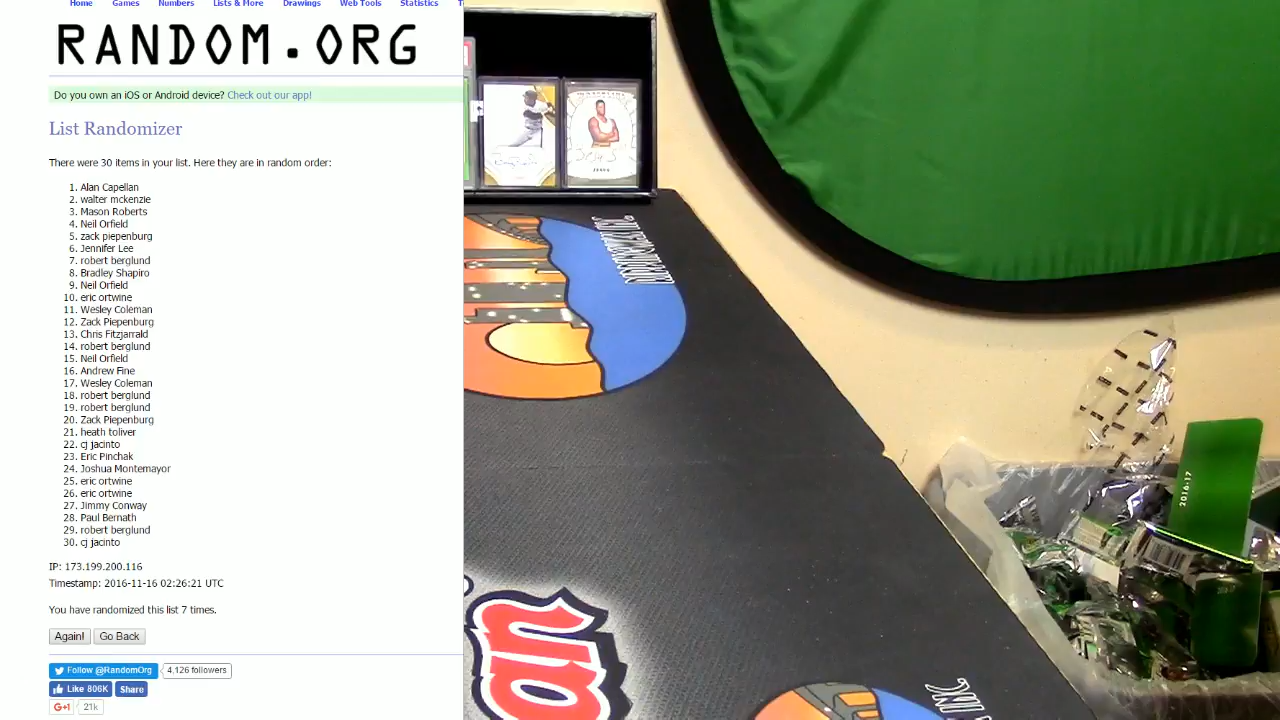 Home Games Numbers Lists & More Drawings Web Tools Statistics
RANDOM.ORG
Do you own an iOS or Android device? Check out our app!
List Randomizer
There were 30 items in your list. Here they are in random order:
1. Alan Capellan
2. walter mckenzie
3. Mason Roberts
4. Neil Orfield
5. zack piepenburg
6. Jennifer Lee
7. robert berglund
8. Bradley Shapiro
9. Neil Orfield
10. eric ortwine
11. Wesley Coleman
12. Zack Piepenburg
13. Chris Fitzjarrald
14. robert berglund
15. Neil Orfield
16. Andrew Fine
17. Wesley Coleman
18. robert berglund
19. robert berglund
20. Zack Piepenburg
21. heath toliver
22. cj jacinto
23. Eric Pinchak
24. Joshua Montemayor
25. eric ortwine
26. eric ortwine
27. Jimmy Conway
28. Paul Bernath
29. robert berglund
30. cj jacinto
IP: 173.199.200.116
Timestamp: 2016-11-16 02:26:21 UTC
You have randomized this list 7 times.
Again! Go Back
Follow @RandomOrg 4,126 followers
Like 806K Share
G+1 21k
2016-17
an
INC